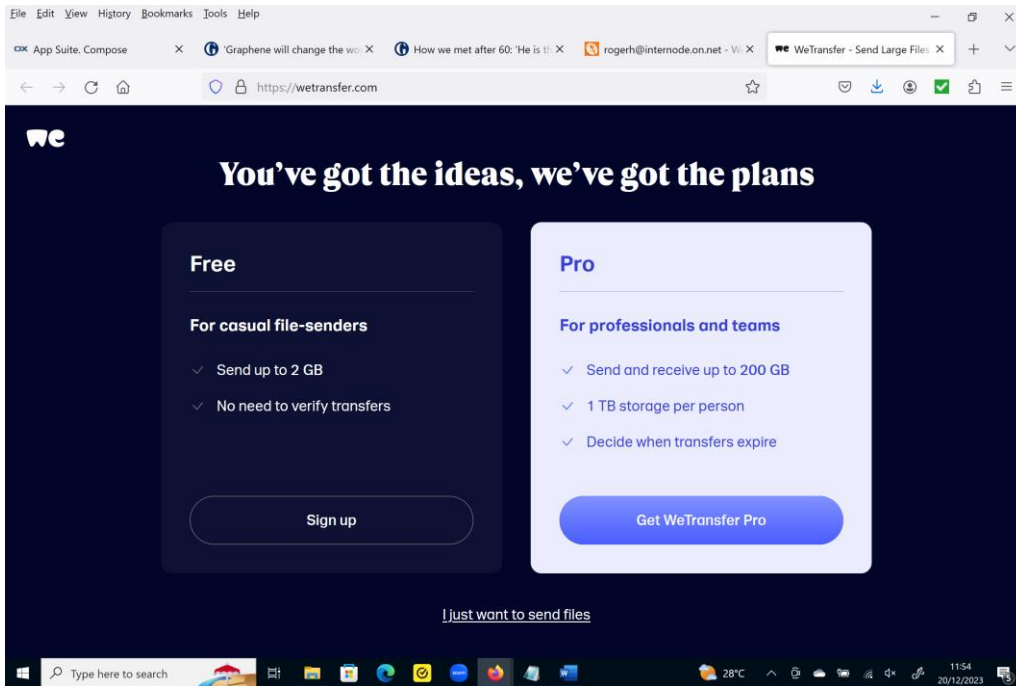 File Edit View History Bookmarks Tools Help
OX App Suite. Compose
'Graphene will change the wo
How we met after 60: 'He is th
rogerh@internode.on.net - W
we WeTransfer - Send Large Files
https://wetransfer.com
we
You've got the ideas, we've got the plans
Free
For casual file-senders
Send up to 2 GB
No need to verify transfers
Sign up
Pro
For professionals and teams
Send and receive up to 200 GB
1 TB storage per person
Decide when transfers expire
Get WeTransfer Pro
I just want to send files
Type here to search
28°C
11:54
20/12/2023
5